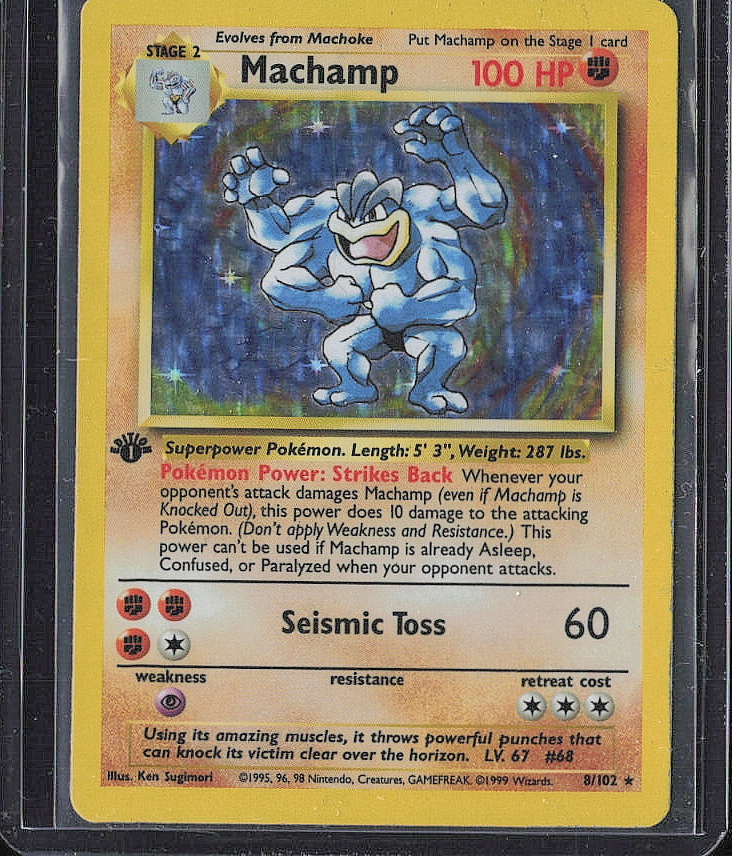 Evolves from Machoke Put Machamp on the Stage 1 card
STAGE 2
Machamp 100 HP
EDITION
1
Superpower Pokémon. Length: 5' 3", Weight: 287 lbs.
Pokémon Power: Strikes Back Whenever your
opponent's attack damages Machamp (even if Machamp is
Knocked Out), this power does 10 damage to the attacking
Pokémon. (Don't apply Weakness and Resistance.) This
power can't be used if Machamp is already Asleep,
Confused, or Paralyzed when your opponent attacks.
Seismic Toss 60
weakness resistance retreat cost
Using its amazing muscles, it throws powerful punches that
can knock its victim clear over the horizon. LV. 67 #68
Illus. Ken Sugimori ©1995, 96, 98 Nintendo, Creatures, GAMEFREAK. ©1999 Wizards. 8/102 ★